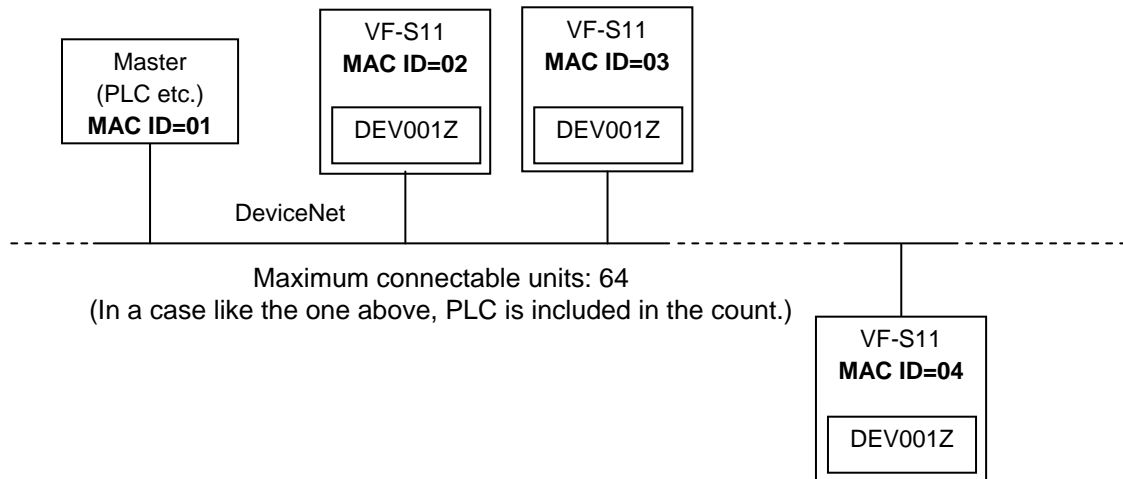 Master
(PLC etc.)
MAC ID=01
VF-S11
MAC ID=02
DEV001Z
VF-S11
MAC ID=03
DEV001Z
DeviceNet
Maximum connectable units: 64
(In a case like the one above, PLC is included in the count.)
VF-S11
MAC ID=04
DEV001Z